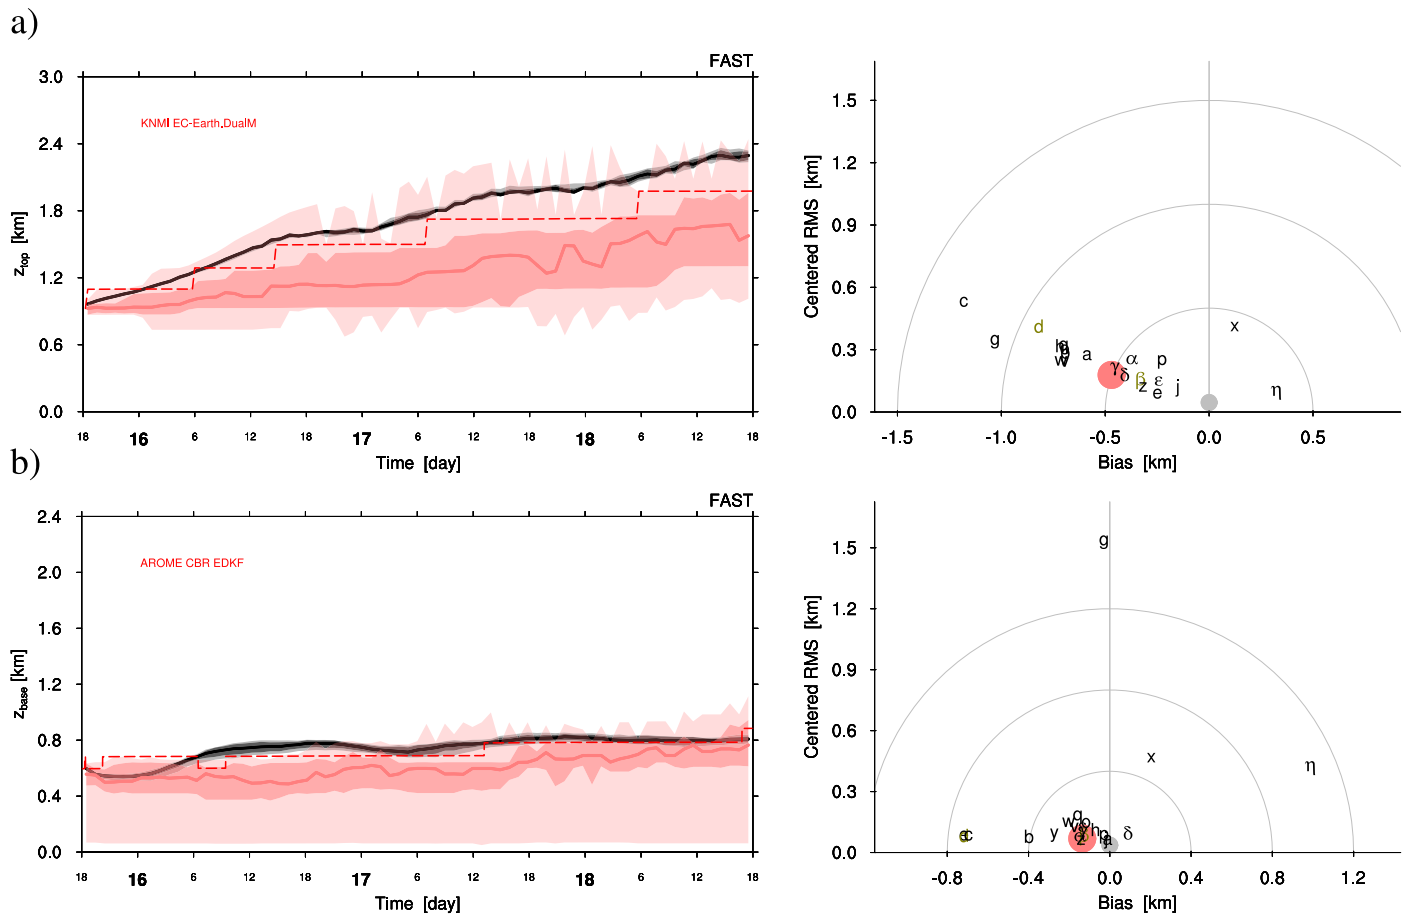 a)
FAST
3.0
2.4
1.8
1.2
0.6
0.0
z_top [km]
KNMI EC-Earth.DualM
18 16 6 12 18 17 6 12 18 18 6 12 18
Time [day]
1.5
1.2
0.9
0.6
0.3
0.0
Centered RMS [km]
c
g
d
a
γ
δ
α
p
β
z
ε
e
j
x
η
-1.5 -1.0 -0.5 0.0 0.5
Bias [km]
b)
FAST
2.4
2.0
1.6
1.2
0.8
0.4
0.0
z_base [km]
AROME CBR EDKF
18 16 6 12 18 17 6 12 18 18 6 12 18
Time [day]
1.5
1.2
0.9
0.6
0.3
0.0
Centered RMS [km]
g
x
η
c
b
y
w
h
δ
-0.8 -0.4 0.0 0.4 0.8 1.2
Bias [km]